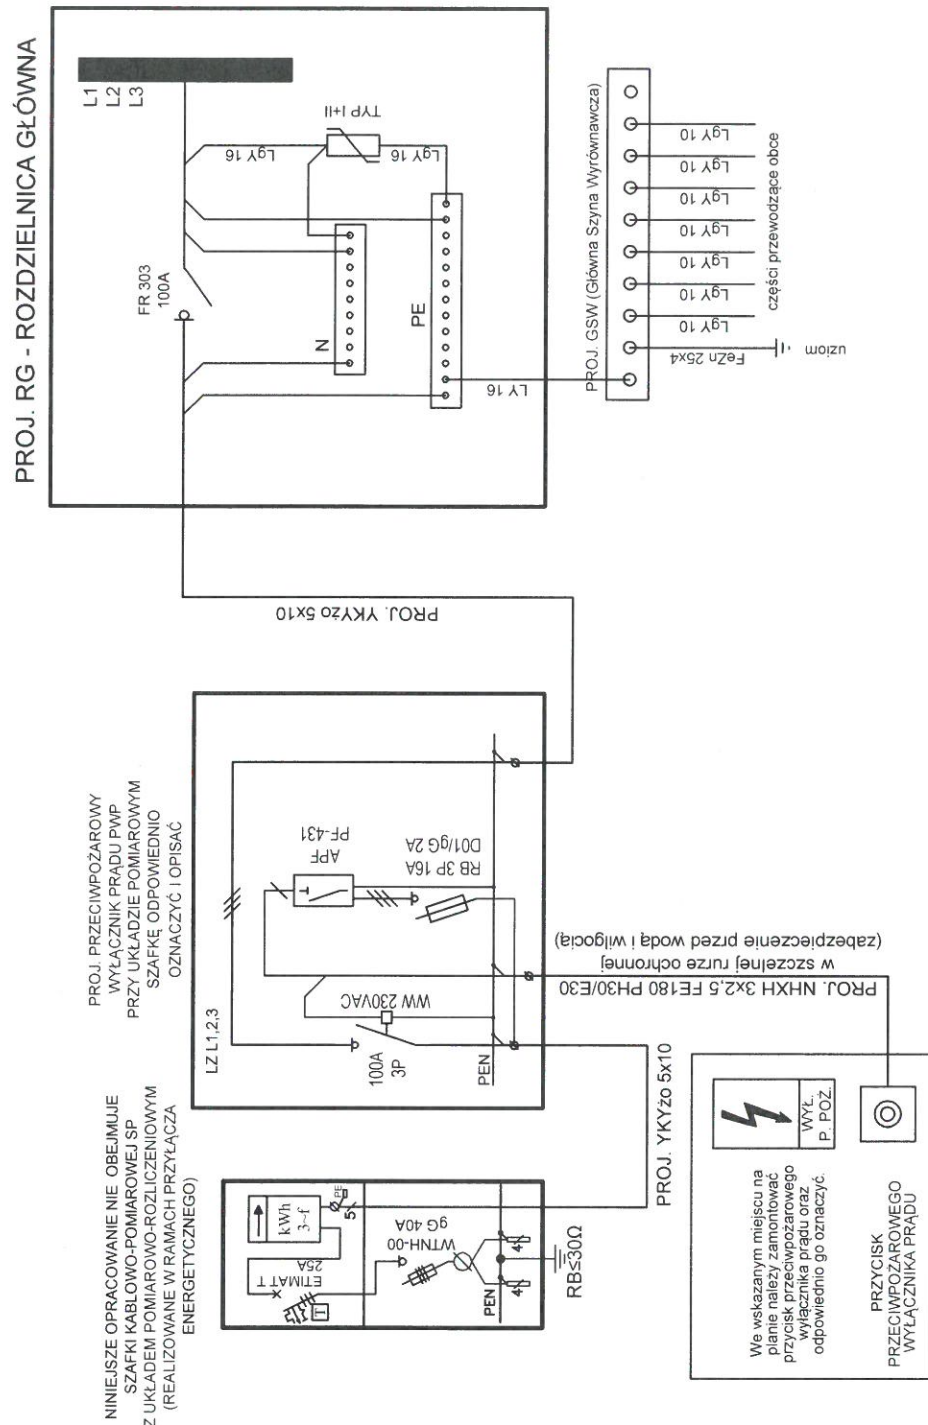 PROJ. RG - ROZDZIELNICA GŁÓWNA
L1
L2
L3
FR 303
100A
LgY 16
TYP I+II
LgY 16
N
PE
LY 16
PROJ. GSW (Główna Szyna Wyrównawcza)
FeZn 25x4
uziom
LgY 10
LgY 10
LgY 10
LgY 10
LgY 10
LgY 10
LgY 10
części przewodzące obce
PROJ. YKYżo 5x10
PROJ. PRZECIWPOŻAROWY
WYŁĄCZNIK PRĄDU PWP
PRZY UKŁADZIE POMIAROWYM
SZAFKĘ ODPOWIEDNIO
OZNACZYĆ I OPISAĆ
LZ L1,2,3
100A
3P
WW 230VAC
APF
PF-431
RB 3P 16A
D01/gG 2A
PEN
PROJ. NHXH 3x2,5 FE180 PH30/E30
w szczelnej rurze ochronnej
(zabezpieczenie przed wodą i wilgocią)
NINIEJSZE OPRACOWANIE NIE OBEJMUJE
SZAFKI KABLOWO-POMIAROWEJ SP
Z UKŁADEM POMIAROWO-ROZLICZENIOWYM
(REALIZOWANE W RAMACH PRZYŁĄCZA
ENERGETYCZNEGO)
kWh
3~f
PE
5
ETIMAT T
25A
T
WTNH-00
gG 40A
PEN
4
4
RB≤30Ω
PROJ. YKYżo 5x10
We wskazanym miejscu na
planie należy zamontować
przycisk przeciwpożarowego
wyłącznika prądu oraz
odpowiednio go oznaczyć.
WYŁ.
P. POŻ.
PRZYCISK
PRZECIWPOŻAROWEGO
WYŁĄCZNIKA PRĄDU